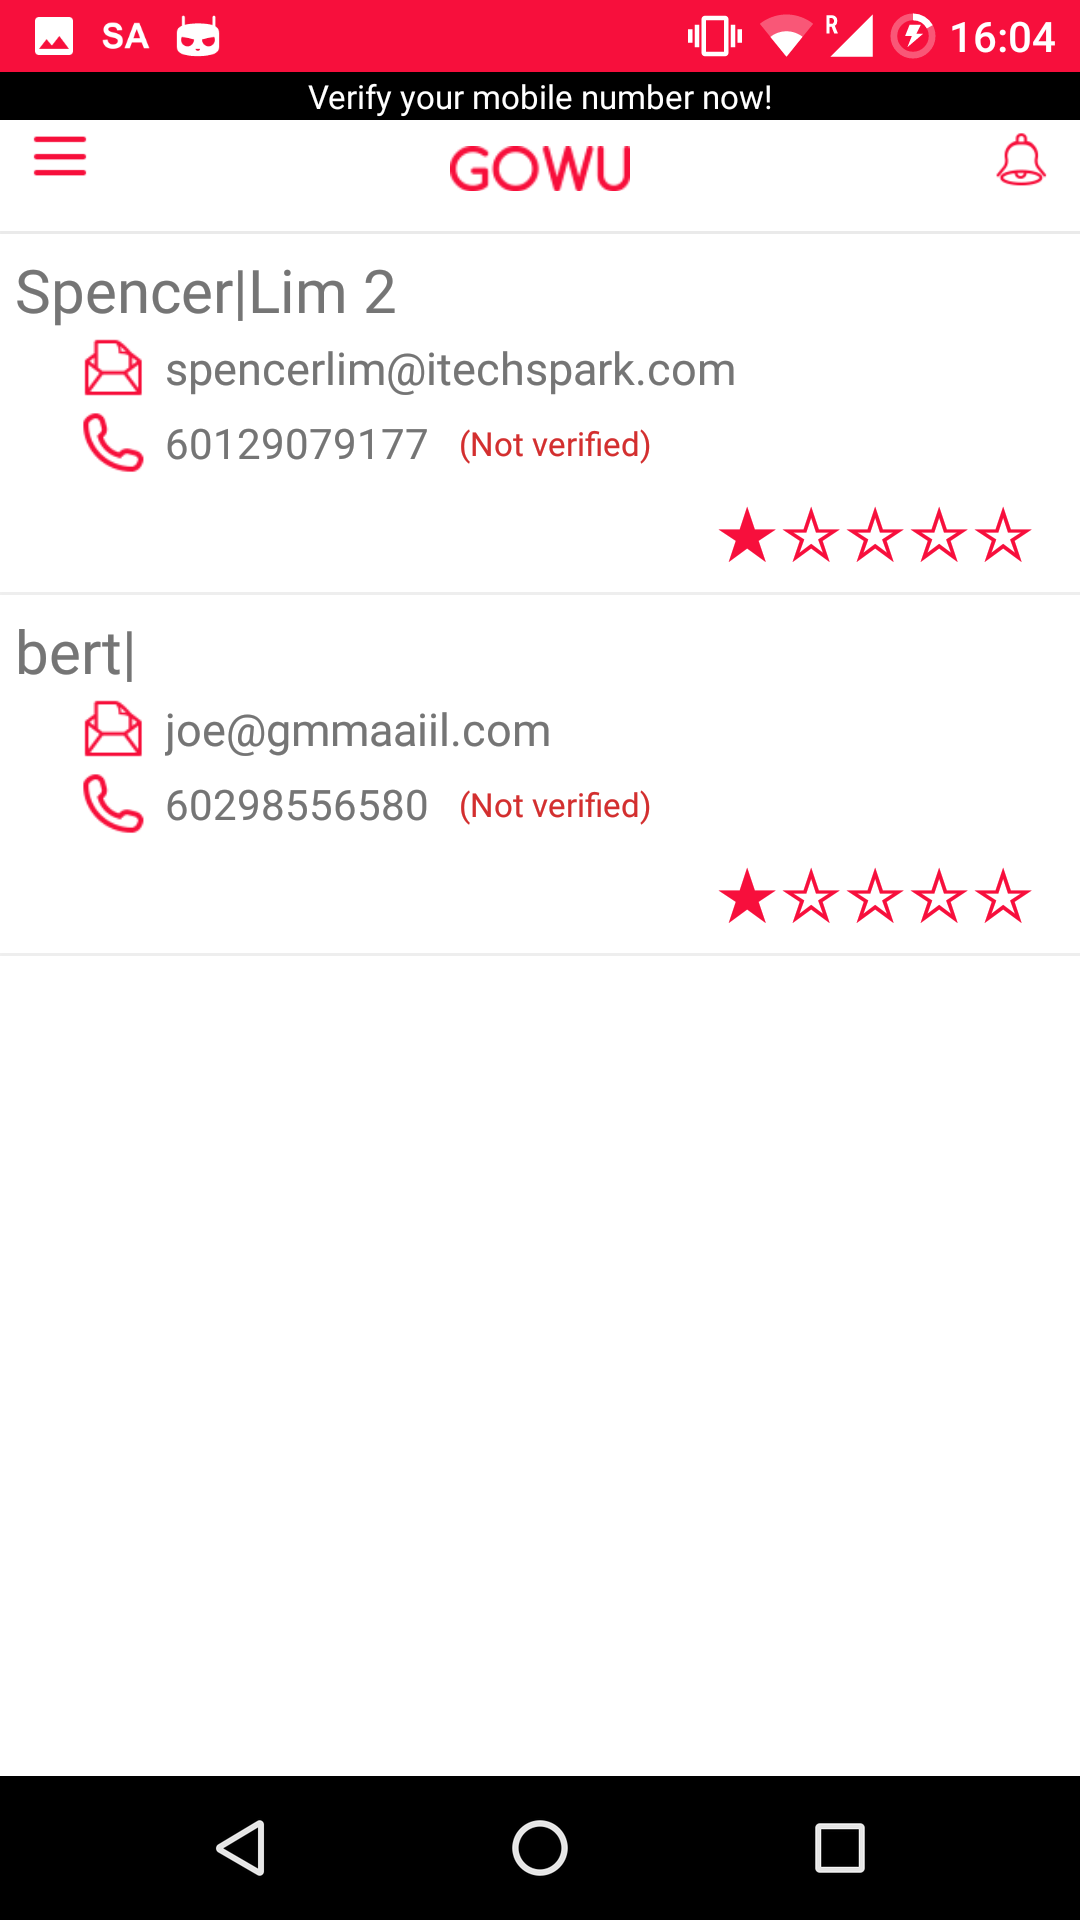 SA R 16:04
Verify your mobile number now!
GOWU
Spencer|Lim 2
spencerlim@itechspark.com
60129079177 (Not verified)
bert|
joe@gmmaaiil.com
60298556580 (Not verified)